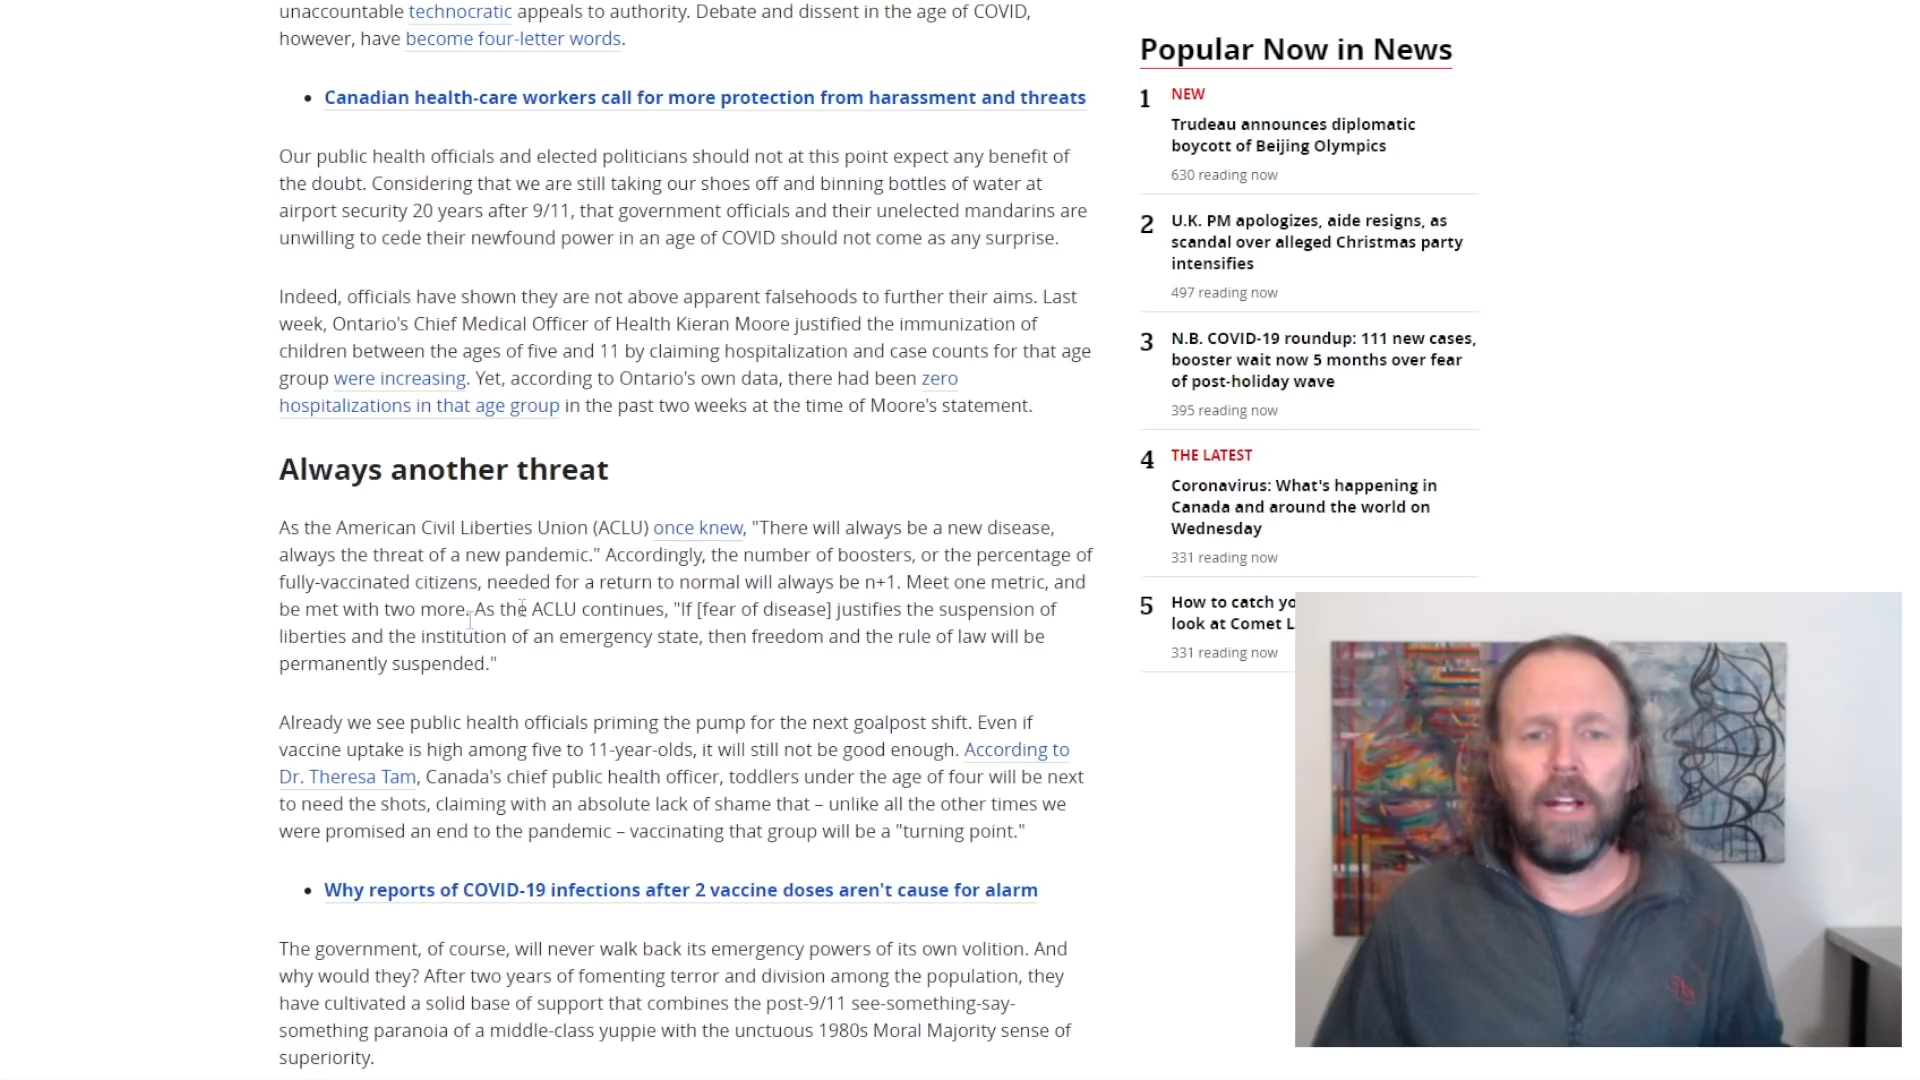 unaccountable technocratic appeals to authority. Debate and dissent in the age of COVID,
however, have become four-letter words.
Canadian health-care workers call for more protection from harassment and threats
Our public health officials and elected politicians should not at this point expect any benefit of
the doubt. Considering that we are still taking our shoes off and binning bottles of water at
airport security 20 years after 9/11, that government officials and their unelected mandarins are
unwilling to cede their newfound power in an age of COVID should not come as any surprise.
Indeed, officials have shown they are not above apparent falsehoods to further their aims. Last
week, Ontario's Chief Medical Officer of Health Kieran Moore justified the immunization of
children between the ages of five and 11 by claiming hospitalization and case counts for that age
group were increasing. Yet, according to Ontario's own data, there had been zero
hospitalizations in that age group in the past two weeks at the time of Moore's statement.
Always another threat
As the American Civil Liberties Union (ACLU) once knew, "There will always be a new disease,
always the threat of a new pandemic." Accordingly, the number of boosters, or the percentage of
fully-vaccinated citizens, needed for a return to normal will always be n+1. Meet one metric, and
be met with two more. As the ACLU continues, "If [fear of disease] justifies the suspension of
liberties and the institution of an emergency state, then freedom and the rule of law will be
permanently suspended."
Already we see public health officials priming the pump for the next goalpost shift. Even if
vaccine uptake is high among five to 11-year-olds, it will still not be good enough. According to
Dr. Theresa Tam, Canada's chief public health officer, toddlers under the age of four will be next
to need the shots, claiming with an absolute lack of shame that – unlike all the other times we
were promised an end to the pandemic – vaccinating that group will be a "turning point."
Why reports of COVID-19 infections after 2 vaccine doses aren't cause for alarm
The government, of course, will never walk back its emergency powers of its own volition. And
why would they? After two years of fomenting terror and division among the population, they
have cultivated a solid base of support that combines the post-9/11 see-something-say-
something paranoia of a middle-class yuppie with the unctuous 1980s Moral Majority sense of
superiority.
Popular Now in News
1 NEW
Trudeau announces diplomatic
boycott of Beijing Olympics
630 reading now
2 U.K. PM apologizes, aide resigns, as
scandal over alleged Christmas party
intensifies
497 reading now
3 N.B. COVID-19 roundup: 111 new cases,
booster wait now 5 months over fear
of post-holiday wave
395 reading now
4 THE LATEST
Coronavirus: What's happening in
Canada and around the world on
Wednesday
331 reading now
5 How to catch yo
look at Comet L
331 reading now